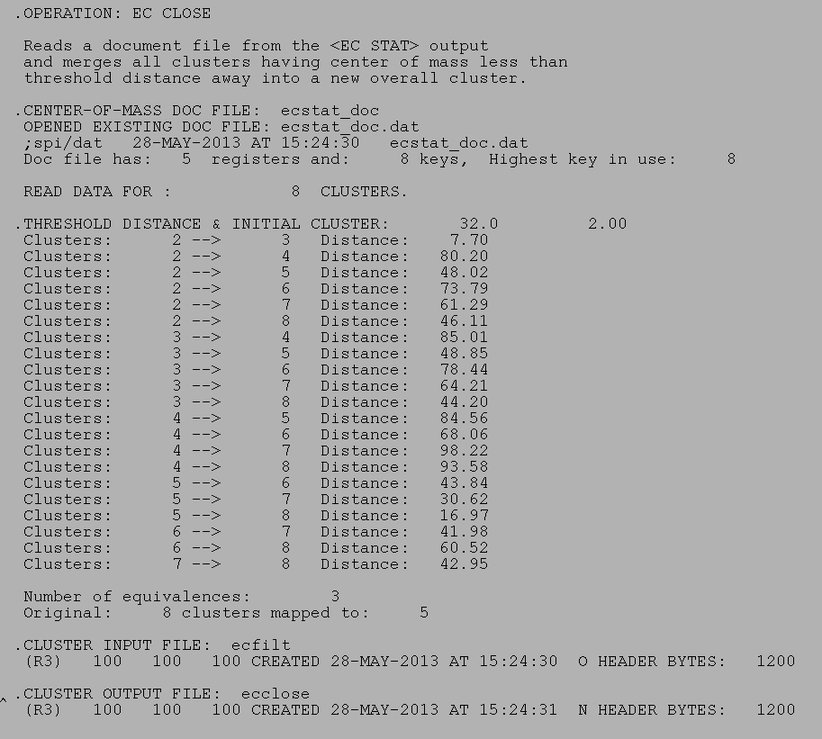 .OPERATION: EC CLOSE
Reads a document file from the <EC STAT> output
and merges all clusters having center of mass less than
threshold distance away into a new overall cluster.
.CENTER-OF-MASS DOC FILE:  ecstat_doc
OPENED EXISTING DOC FILE: ecstat_doc.dat
;spi/dat   28-MAY-2013 AT 15:24:30   ecstat_doc.dat
Doc file has:   5  registers and:     8 keys,  Highest key in use:     8
READ DATA FOR :            8  CLUSTERS.
.THRESHOLD DISTANCE & INITIAL CLUSTER:       32.0         2.00
Clusters:      2 -->      3   Distance:    7.70
Clusters:      2 -->      4   Distance:   80.20
Clusters:      2 -->      5   Distance:   48.02
Clusters:      2 -->      6   Distance:   73.79
Clusters:      2 -->      7   Distance:   61.29
Clusters:      2 -->      8   Distance:   46.11
Clusters:      3 -->      4   Distance:   85.01
Clusters:      3 -->      5   Distance:   48.85
Clusters:      3 -->      6   Distance:   78.44
Clusters:      3 -->      7   Distance:   64.21
Clusters:      3 -->      8   Distance:   44.20
Clusters:      4 -->      5   Distance:   84.56
Clusters:      4 -->      6   Distance:   68.06
Clusters:      4 -->      7   Distance:   98.22
Clusters:      4 -->      8   Distance:   93.58
Clusters:      5 -->      6   Distance:   43.84
Clusters:      5 -->      7   Distance:   30.62
Clusters:      5 -->      8   Distance:   16.97
Clusters:      6 -->      7   Distance:   41.98
Clusters:      6 -->      8   Distance:   60.52
Clusters:      7 -->      8   Distance:   42.95
Number of equivalences:        3
Original:     8 clusters mapped to:     5
.CLUSTER INPUT FILE:  ecfilt
(R3)   100   100   100 CREATED 28-MAY-2013 AT 15:24:30  O HEADER BYTES:   1200
^ .CLUSTER OUTPUT FILE:  ecclose
(R3)   100   100   100 CREATED 28-MAY-2013 AT 15:24:31  N HEADER BYTES:   1200